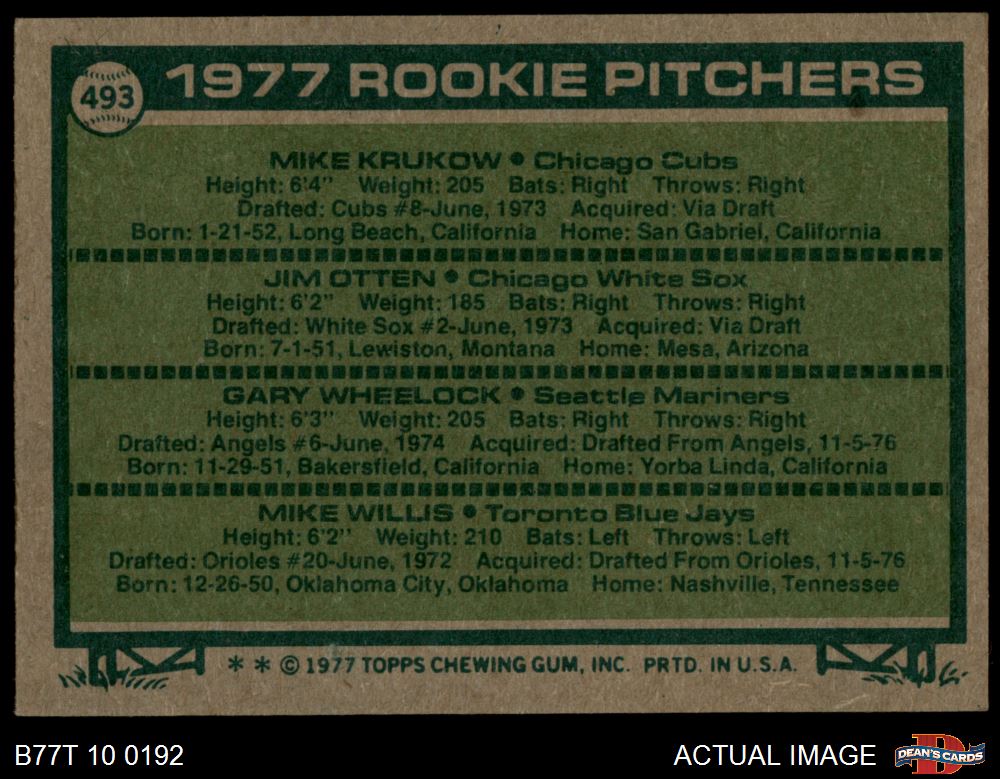 493
1977 ROOKIE PITCHERS
MIKE KRUKOW • Chicago Cubs
Height: 6'4" Weight: 205 Bats: Right Throws: Right
Drafted: Cubs #8-June, 1973 Acquired: Via Draft
Born: 1-21-52, Long Beach, California Home: San Gabriel, California
JIM OTTEN • Chicago White Sox
Height: 6'2" Weight: 185 Bats: Right Throws: Right
Drafted: White Sox #2-June, 1973 Acquired: Via Draft
Born: 7-1-51, Lewiston, Montana Home: Mesa, Arizona
GARY WHEELOCK • Seattle Mariners
Height: 6'3" Weight: 205 Bats: Right Throws: Right
Drafted: Angels #6-June, 1974 Acquired: Drafted From Angels, 11-5-76
Born: 11-29-51, Bakersfield, California Home: Yorba Linda, California
MIKE WILLIS • Toronto Blue Jays
Height: 6'2" Weight: 210 Bats: Left Throws: Left
Drafted: Orioles #20-June, 1972 Acquired: Drafted From Orioles, 11-5-76
Born: 12-26-50, Oklahoma City, Oklahoma Home: Nashville, Tennessee
* * © 1977 TOPPS CHEWING GUM, INC. PRTD. IN U.S.A.
B77T 10 0192
ACTUAL IMAGE
D
DEAN'S CARDS